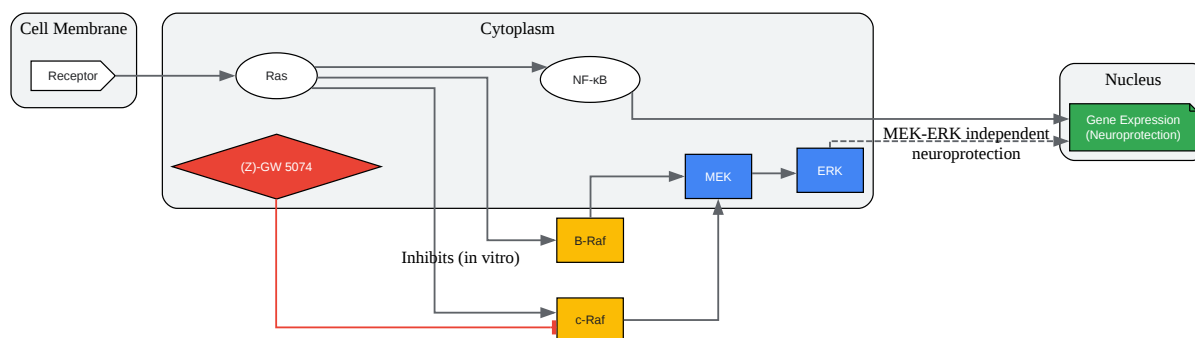 Cell Membrane
Receptor
Cytoplasm
Ras
NF-κB
(Z)-GW 5074
MEK
ERK
B-Raf
Inhibits (in vitro)
c-Raf
Nucleus
Gene Expression
(Neuroprotection)
MEK-ERK independent
neuroprotection